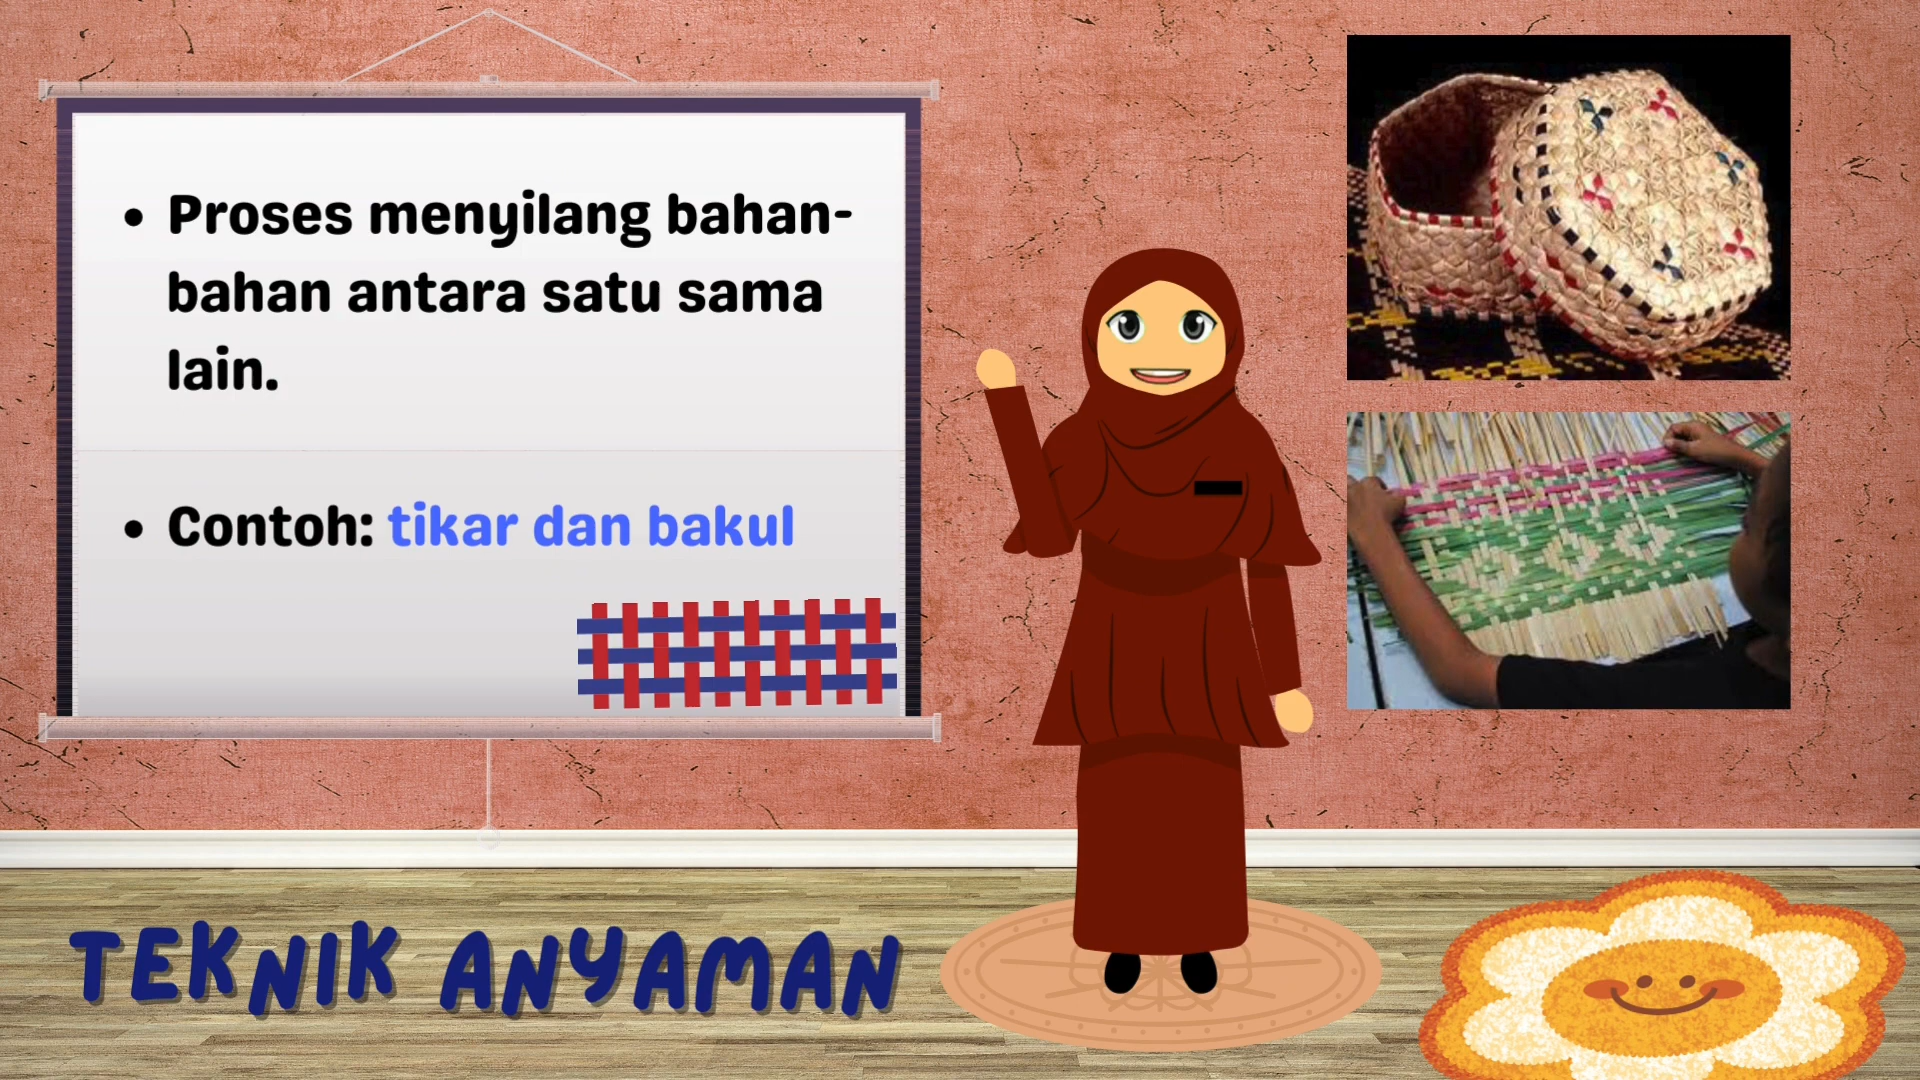 • Proses menyilang bahan-
bahan antara satu sama
lain.
• Contoh: tikar dan bakul
TEKNIK ANYAMAN